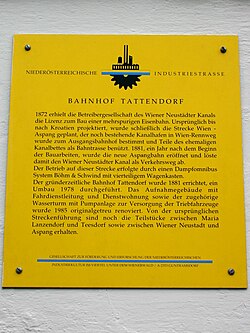 NIEDERÖSTERREICHISCHE INDUSTRIESTRASSE
BAHNHOF TATTENDORF
1872 erhielt die Betreibergesellschaft des Wiener Neustädter Kanals
die Lizenz zum Bau einer mehrspurigen Eisenbahn. Ursprünglich bis
nach Kroatien projektiert, wurde schließlich die Strecke Wien -
Aspang geplant, der noch bestehende Kanalhafen in Wien-Rennweg
wurde zum Ausgangsbahnhof bestimmt und Teile des ehemaligen
Kanalbettes als Bahntrasse benützt. 1881, ein Jahr nach dem Beginn
der Bauarbeiten, wurde die neue Aspangbahn eröffnet und löste
damit den Wiener Neustädter Kanal als Verkehrsweg ab.
Der Betrieb auf dieser Strecke erfolgte durch einen Dampfomnibus
System Böhm & Schwind mit viertelligem Wagenkasten.
Der gründerzeitliche Bahnhof Tattendorf wurde 1881 errichtet, ein
Umbau 1978 durchgeführt. Das Aufnahmegebäude mit
Fahrdienstleitung und Dienstwohnung sowie der zugehörige
Wasserturm mit Pumpanlage zur Versorgung der Triebfahrzeuge
wurde 1985 originalgetreu renoviert. Von der ursprünglichen
Streckenführung sind noch die Teilstücke zwischen Maria
Lanzendorf und Teesdorf sowie zwischen Wiener Neustadt und
Aspang erhalten.